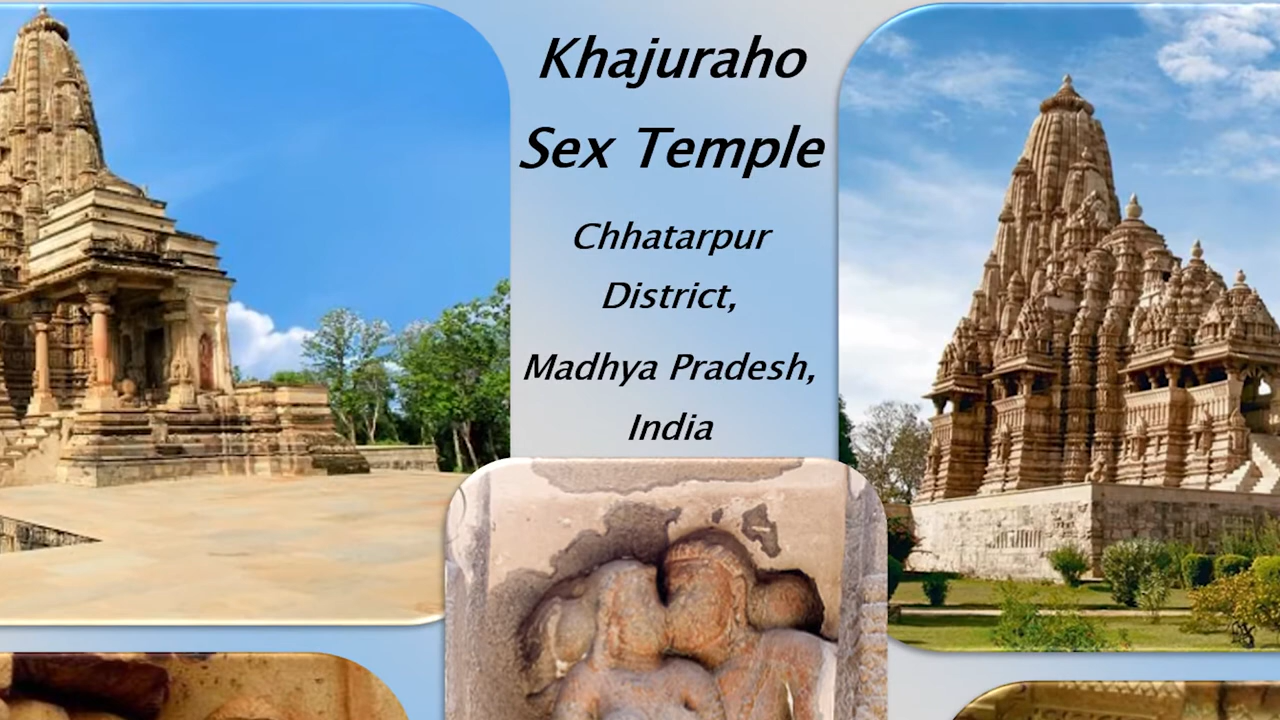 Khajuraho
Sex Temple
Chhatarpur
District,
Madhya Pradesh,
India